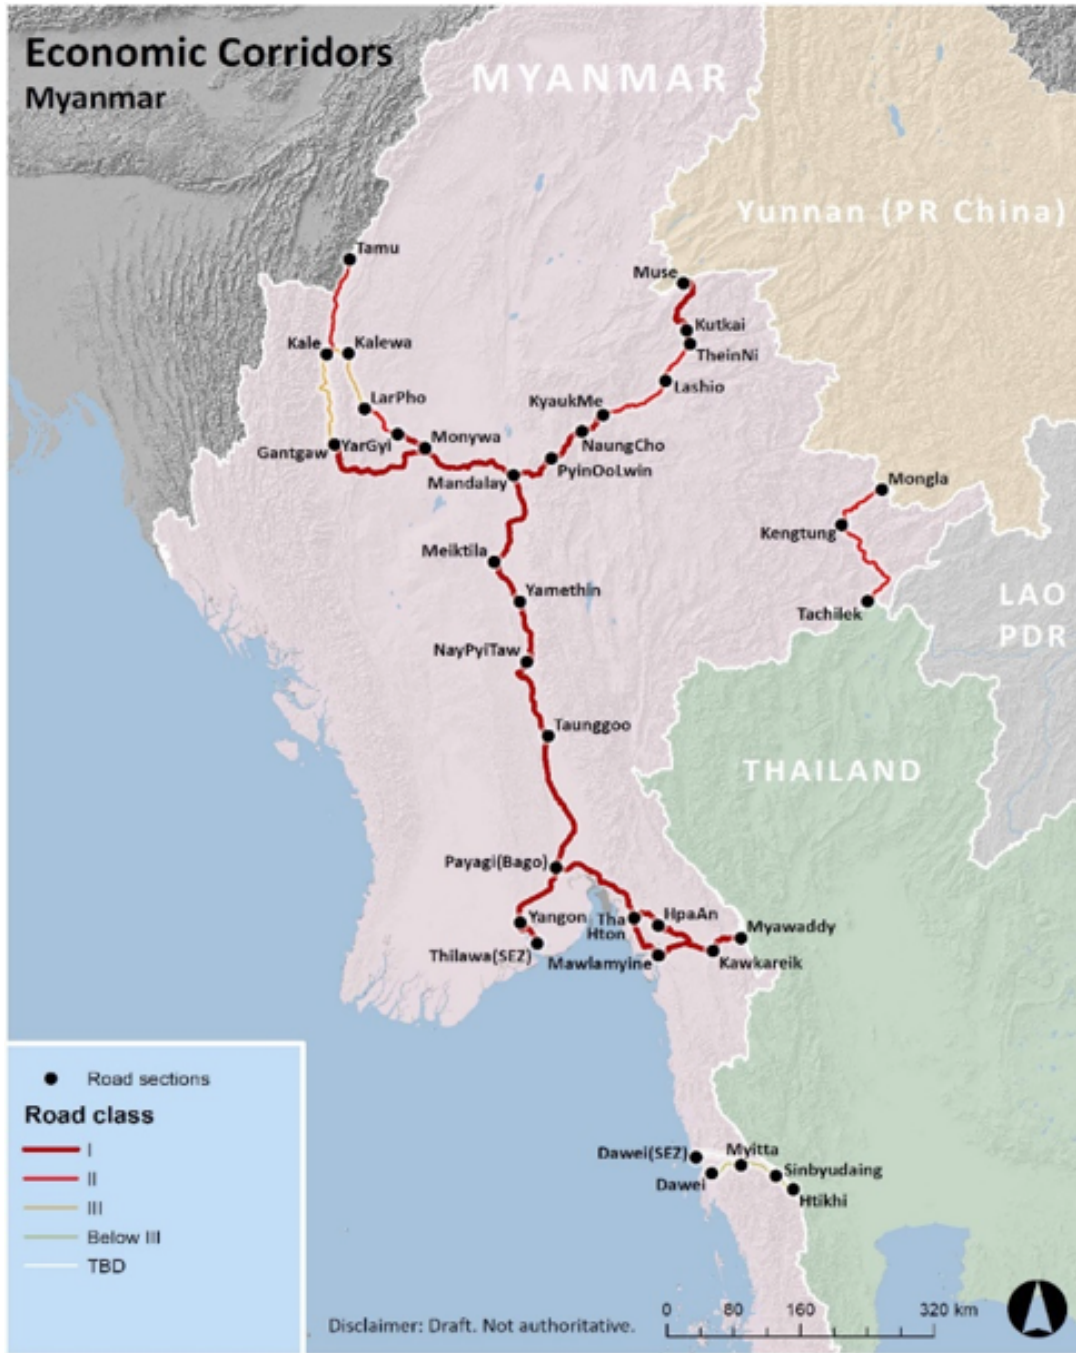 Economic Corridors
Myanmar
MYANMAR
Yunnan (PR China)
Tamu
Muse
Kutkai
TheinNi
Kale
Kalewa
Lashio
LarPho
KyaukMe
Monywa
NaungCho
Gantgaw
YarGyi
PyinOoLwin
Mandalay
Mongla
Kengtung
Meiktila
Yamethin
Tachilek
LAO
PDR
NayPyiTaw
Taunggoo
THAILAND
Payagi(Bago)
Yangon
Tha
Hton
HpaAn
Myawaddy
Thilawa(SEZ)
Mawlamyine
Kawkareik
Dawei(SEZ)
Myitta
Sinbyudaing
Dawei
Htikhi
Road sections
Road class
I
II
III
Below III
TBD
Disclaimer: Draft. Not authoritative.
0 80 160 320 km